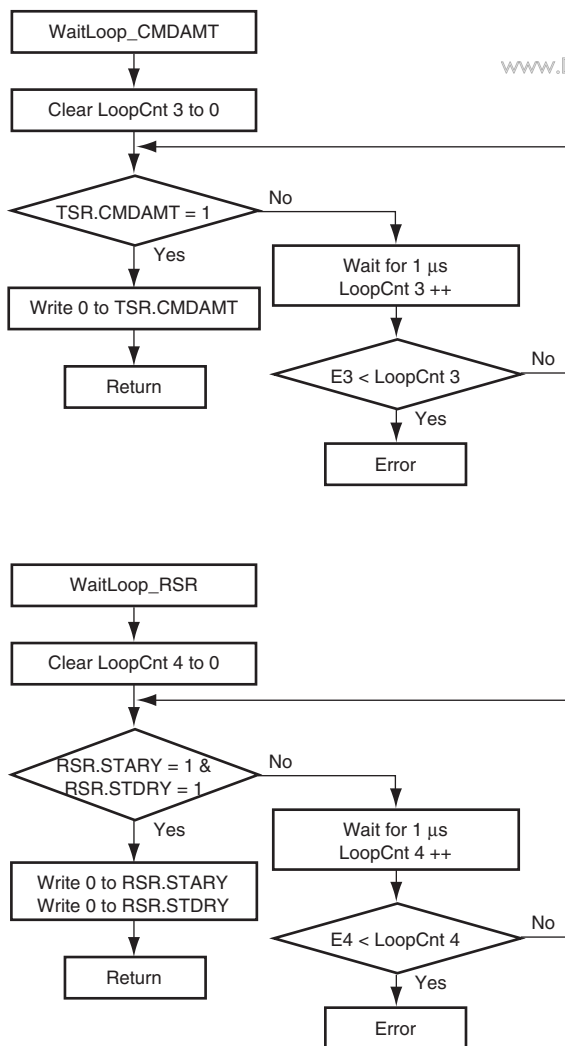 WaitLoop_CMDAMT
www.
Clear LoopCnt 3 to 0
TSR.CMDAMT = 1
No
Yes
Wait for 1 µs
LoopCnt 3 ++
Write 0 to TSR.CMDAMT
Return
E3 < LoopCnt 3
No
Yes
Error
WaitLoop_RSR
Clear LoopCnt 4 to 0
RSR.STARY = 1 &
RSR.STDRY = 1
No
Yes
Wait for 1 µs
LoopCnt 4 ++
Write 0 to RSR.STARY
Write 0 to RSR.STDRY
Return
E4 < LoopCnt 4
No
Yes
Error